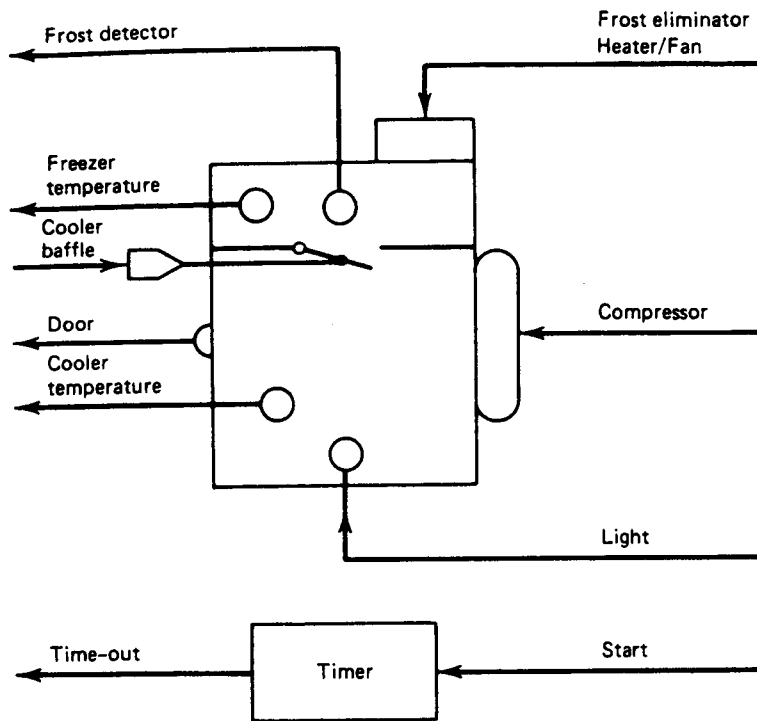 Frost detector
Frost eliminator
Heater/Fan
Freezer
temperature
Cooler
baffle
Door
Compressor
Cooler
temperature
Light
Time-out
Timer
Start